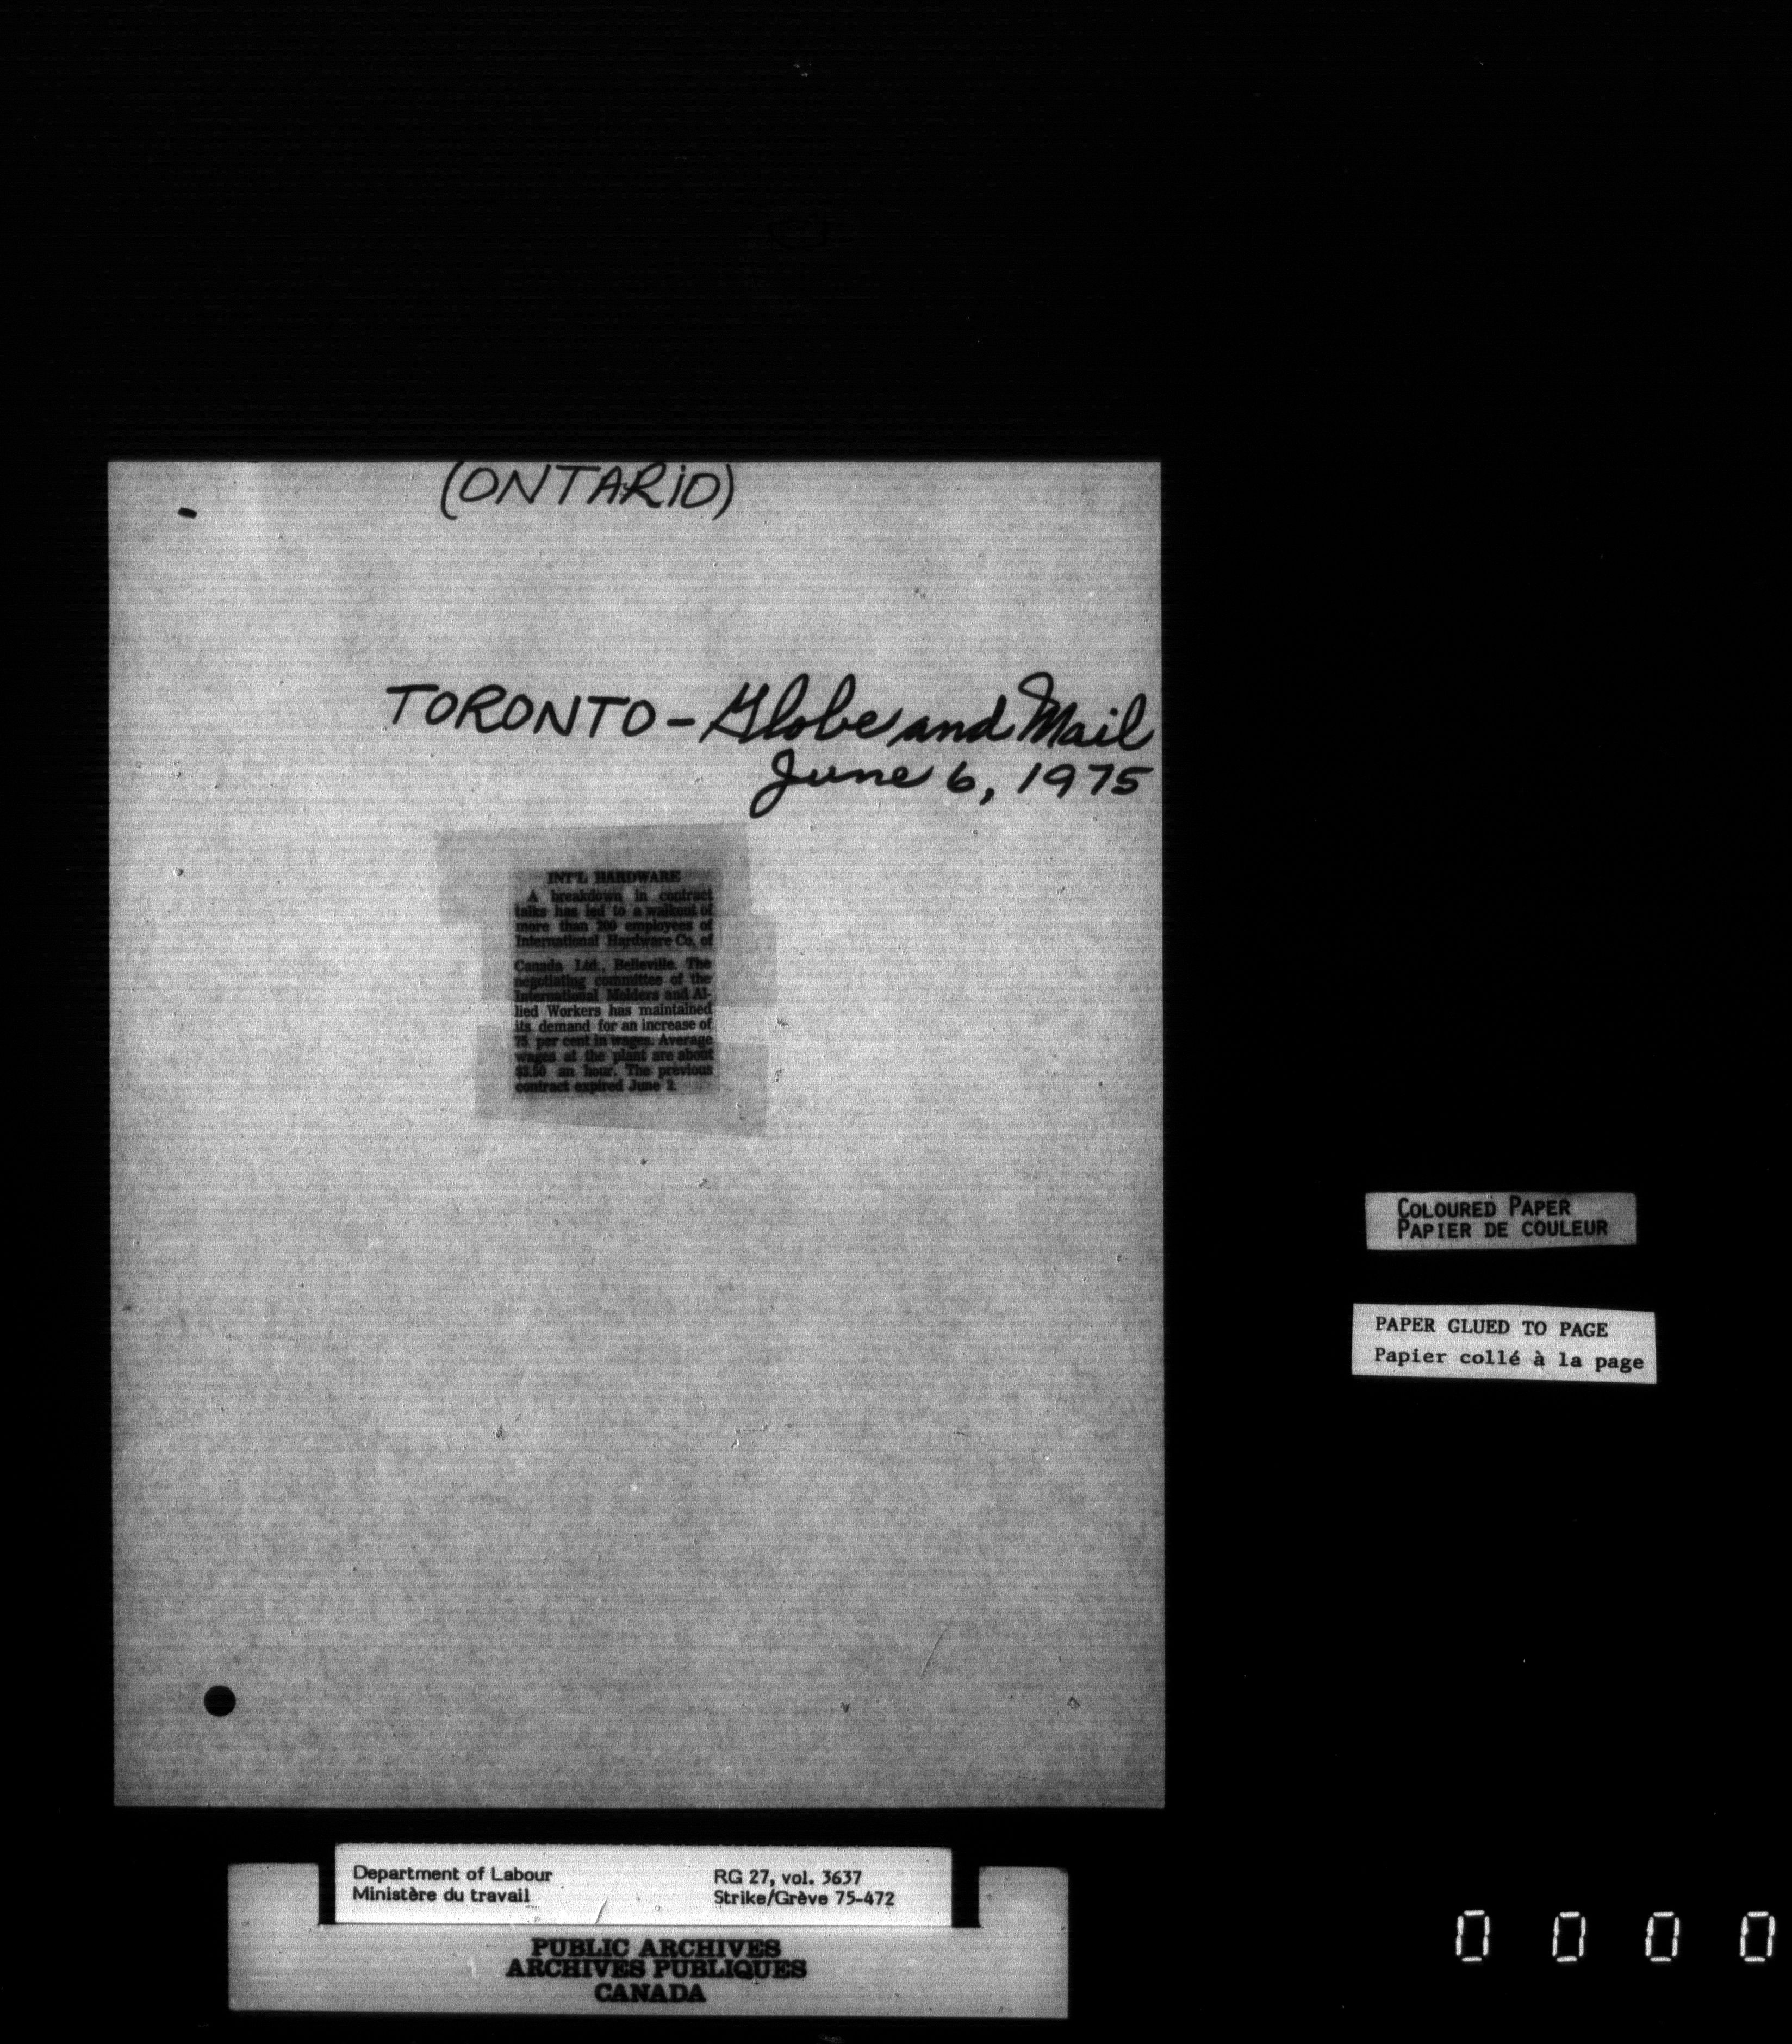 (ONTARIO)
TORONTO - Globe and Mail
June 6, 1975
INT'L HARDWARE
A breakdown in contract
talks has led to a walkout of
more than 200 employees of
International Hardware Co. of
Canada Ltd., Belleville. The
negotiating committee of the
International Molders and Al-
lied Workers has maintained
its demand for an increase of
75 per cent in wages. Average
wages at the plant are about
$3.50 an hour. The previous
contract expired June 2.
COLOURED PAPER
PAPIER DE COULEUR
PAPER GLUED TO PAGE
Papier collé à la page
Department of Labour
Ministère du travail
RG 27, vol. 3637
Strike/Grève 75-472
PUBLIC ARCHIVES
ARCHIVES PUBLIQUES
CANADA
0 0 0 0